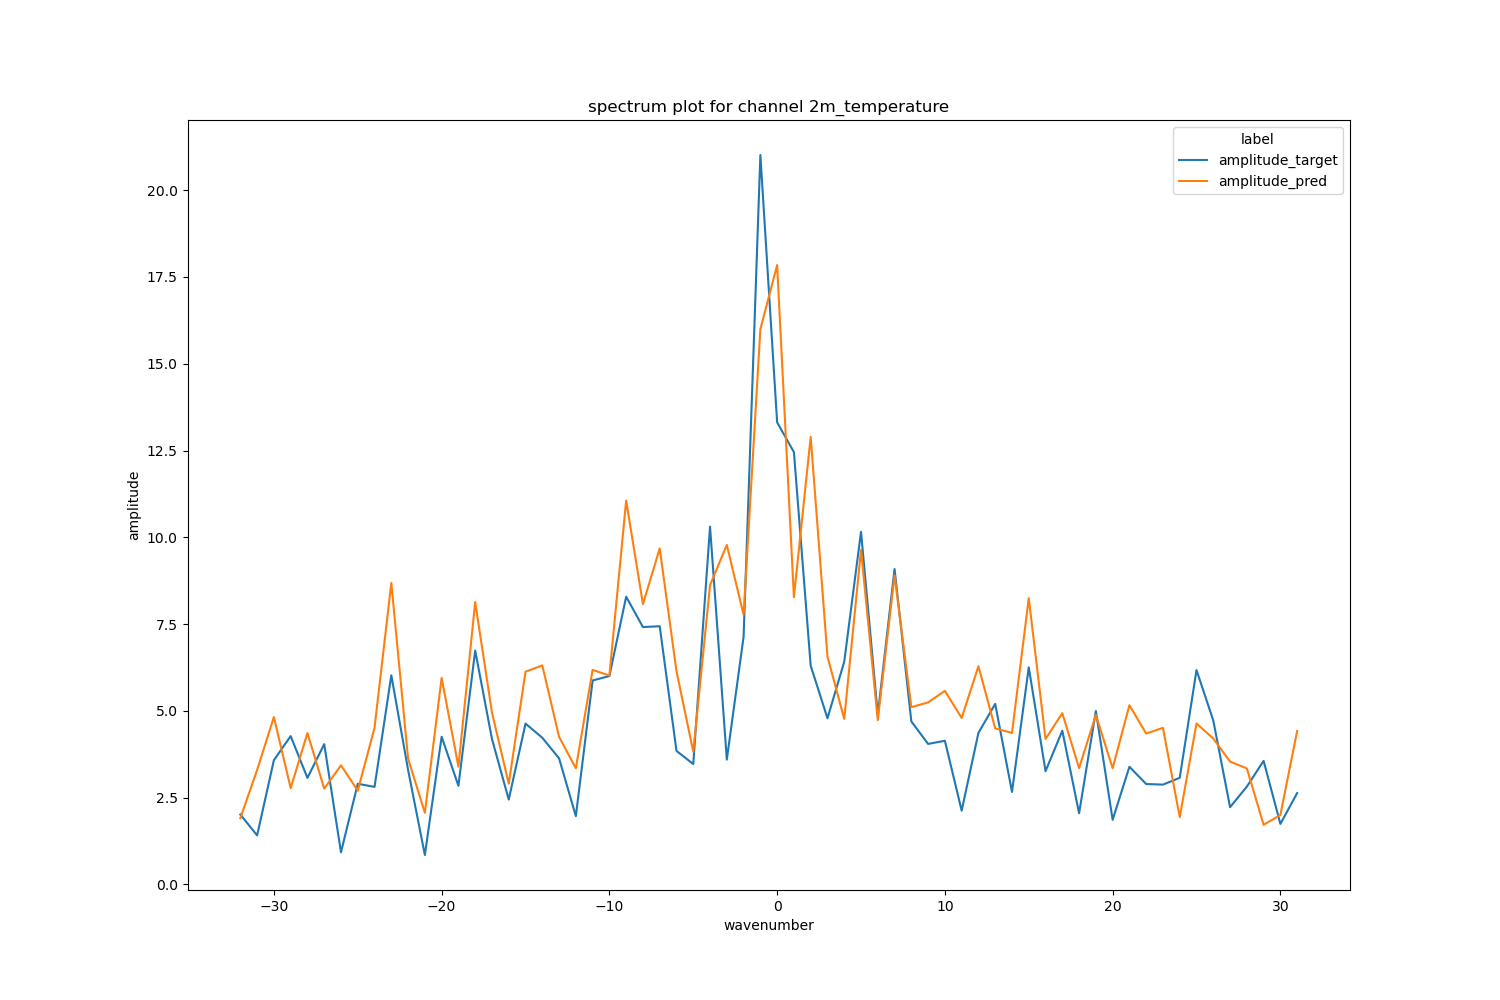 spectrum plot for channel 2m_temperature
label
amplitude_target
amplitude_pred
20.0
17.5
15.0
12.5
10.0
7.5
5.0
2.5
0.0
amplitude
−30
−20
−10
0
10
20
30
wavenumber